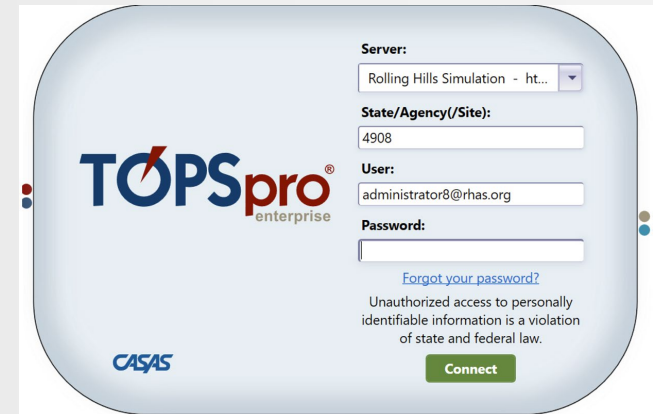 Server:
Rolling Hills Simulation - ht...
State/Agency(/Site):
4908
User:
administrator8@rhas.org
Password:
Forgot your password?
Unauthorized access to personally
identifiable information is a violation
of state and federal law.
Connect
TOPSpro®
enterprise
CASAS